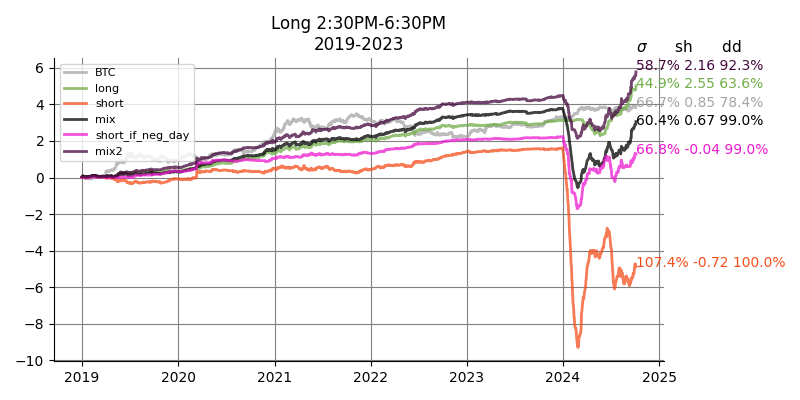 Long 2:30PM-6:30PM
2019-2023
σ sh dd
58.7% 2.16 92.3%
44.9% 2.55 63.6%
66.7% 0.85 78.4%
60.4% 0.67 99.0%
66.8% -0.04 99.0%
107.4% -0.72 100.0%
BTC
long
short
mix
short_if_neg_day
mix2
6
4
2
0
−2
−4
−6
−8
−10
2019 2020 2021 2022 2023 2024 2025